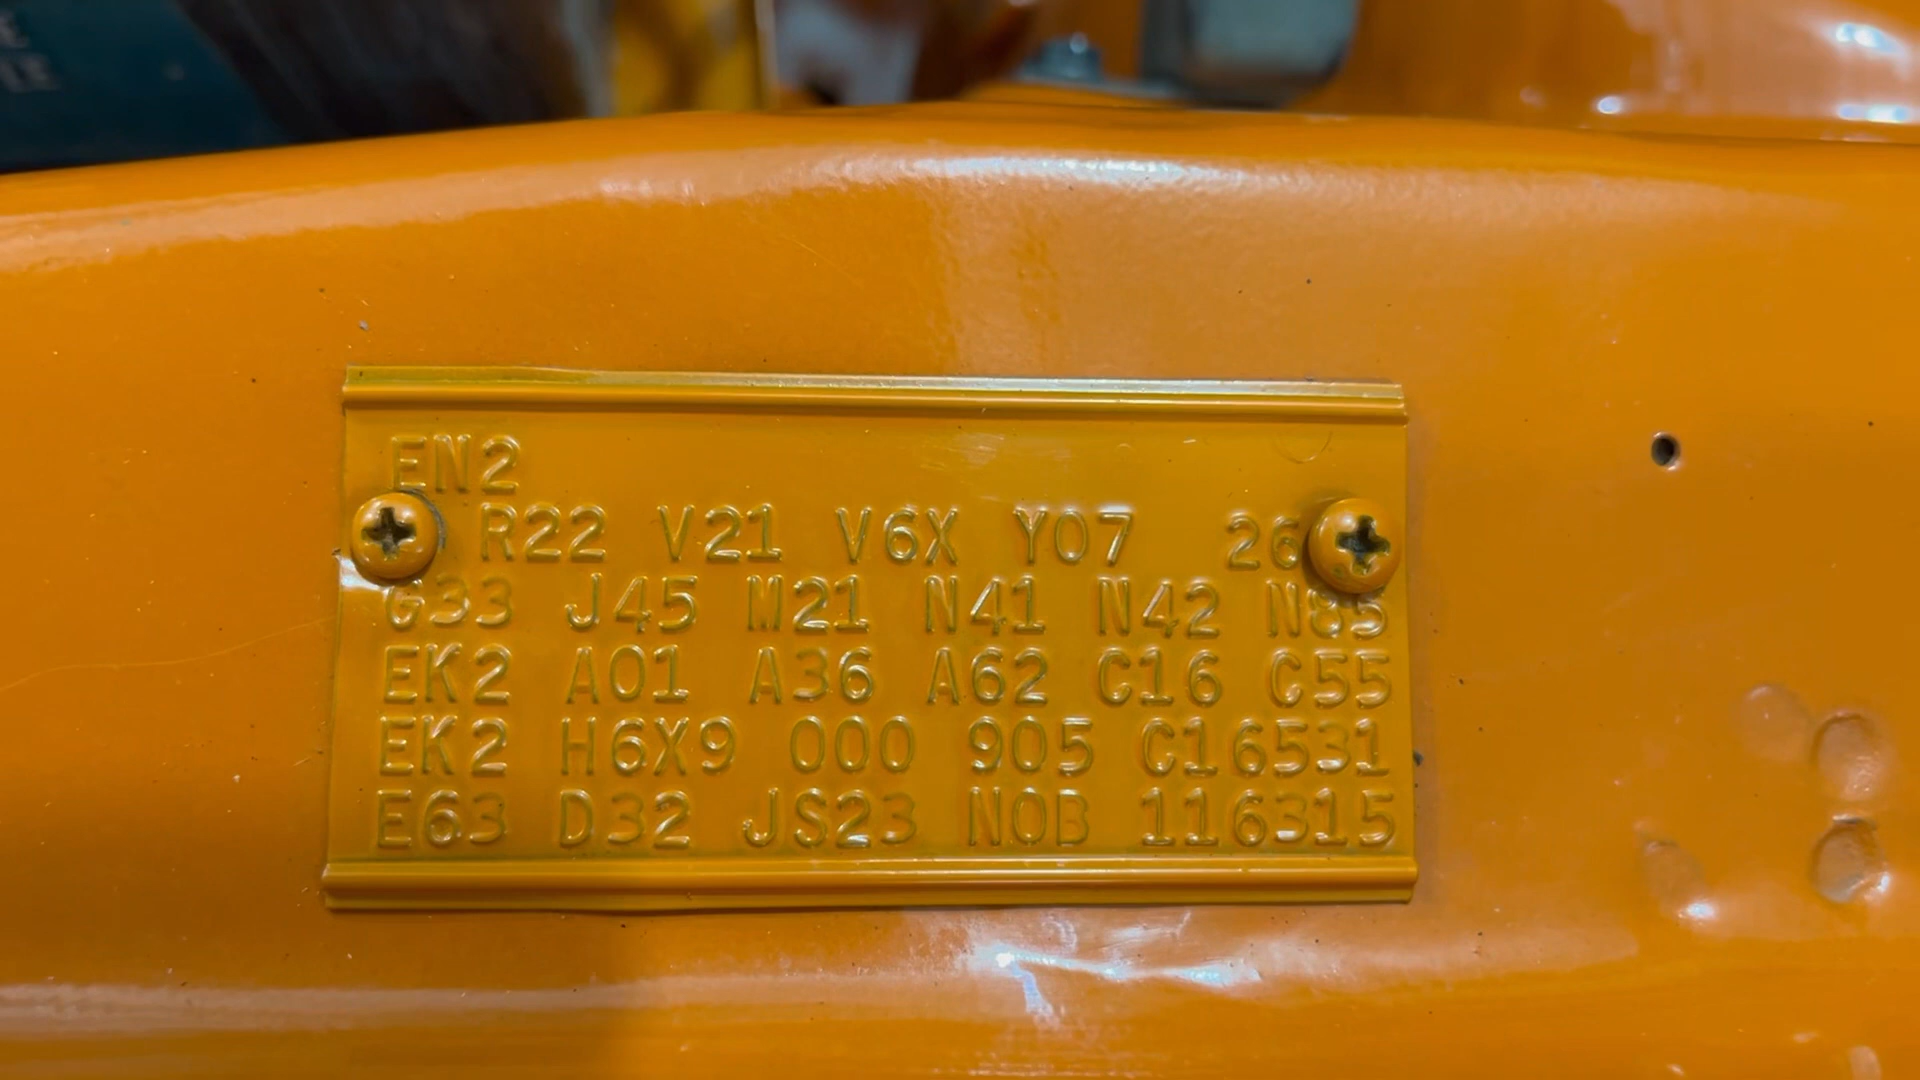 EN2
R22 V21 V6X Y07 26
G33 J45 M21 N41 N42 N85
EK2 A01 A36 A62 C16 C55
EK2 H6X9 000 905 C16531
E63 D32 JS23 N0B 116315